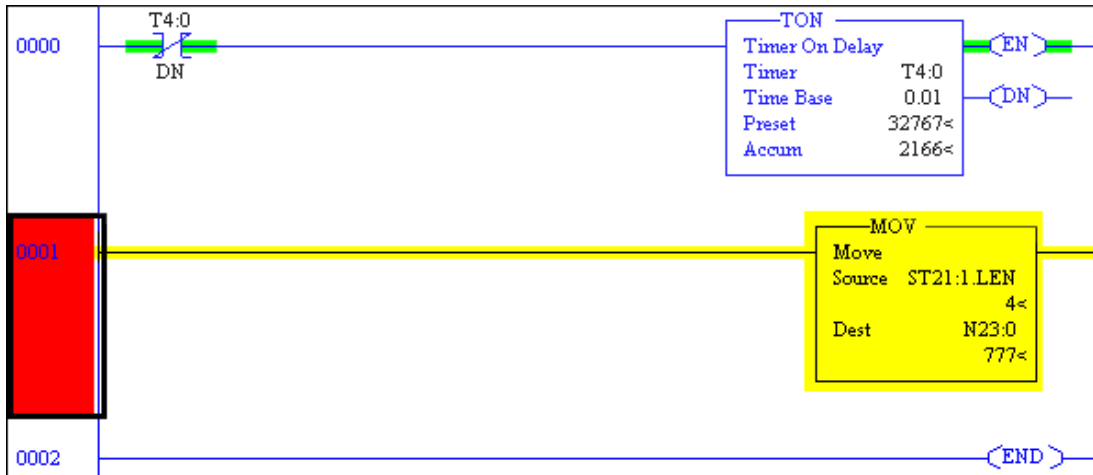 T4:0
TON
0000
DN
Timer On Delay
EN
Timer T4:0
Time Base 0.01
DN
Preset 32767<
Accum 2166<
0001
MOV
Move
Source ST21:1.LEN
4<
Dest N23:0
777<
0002
END